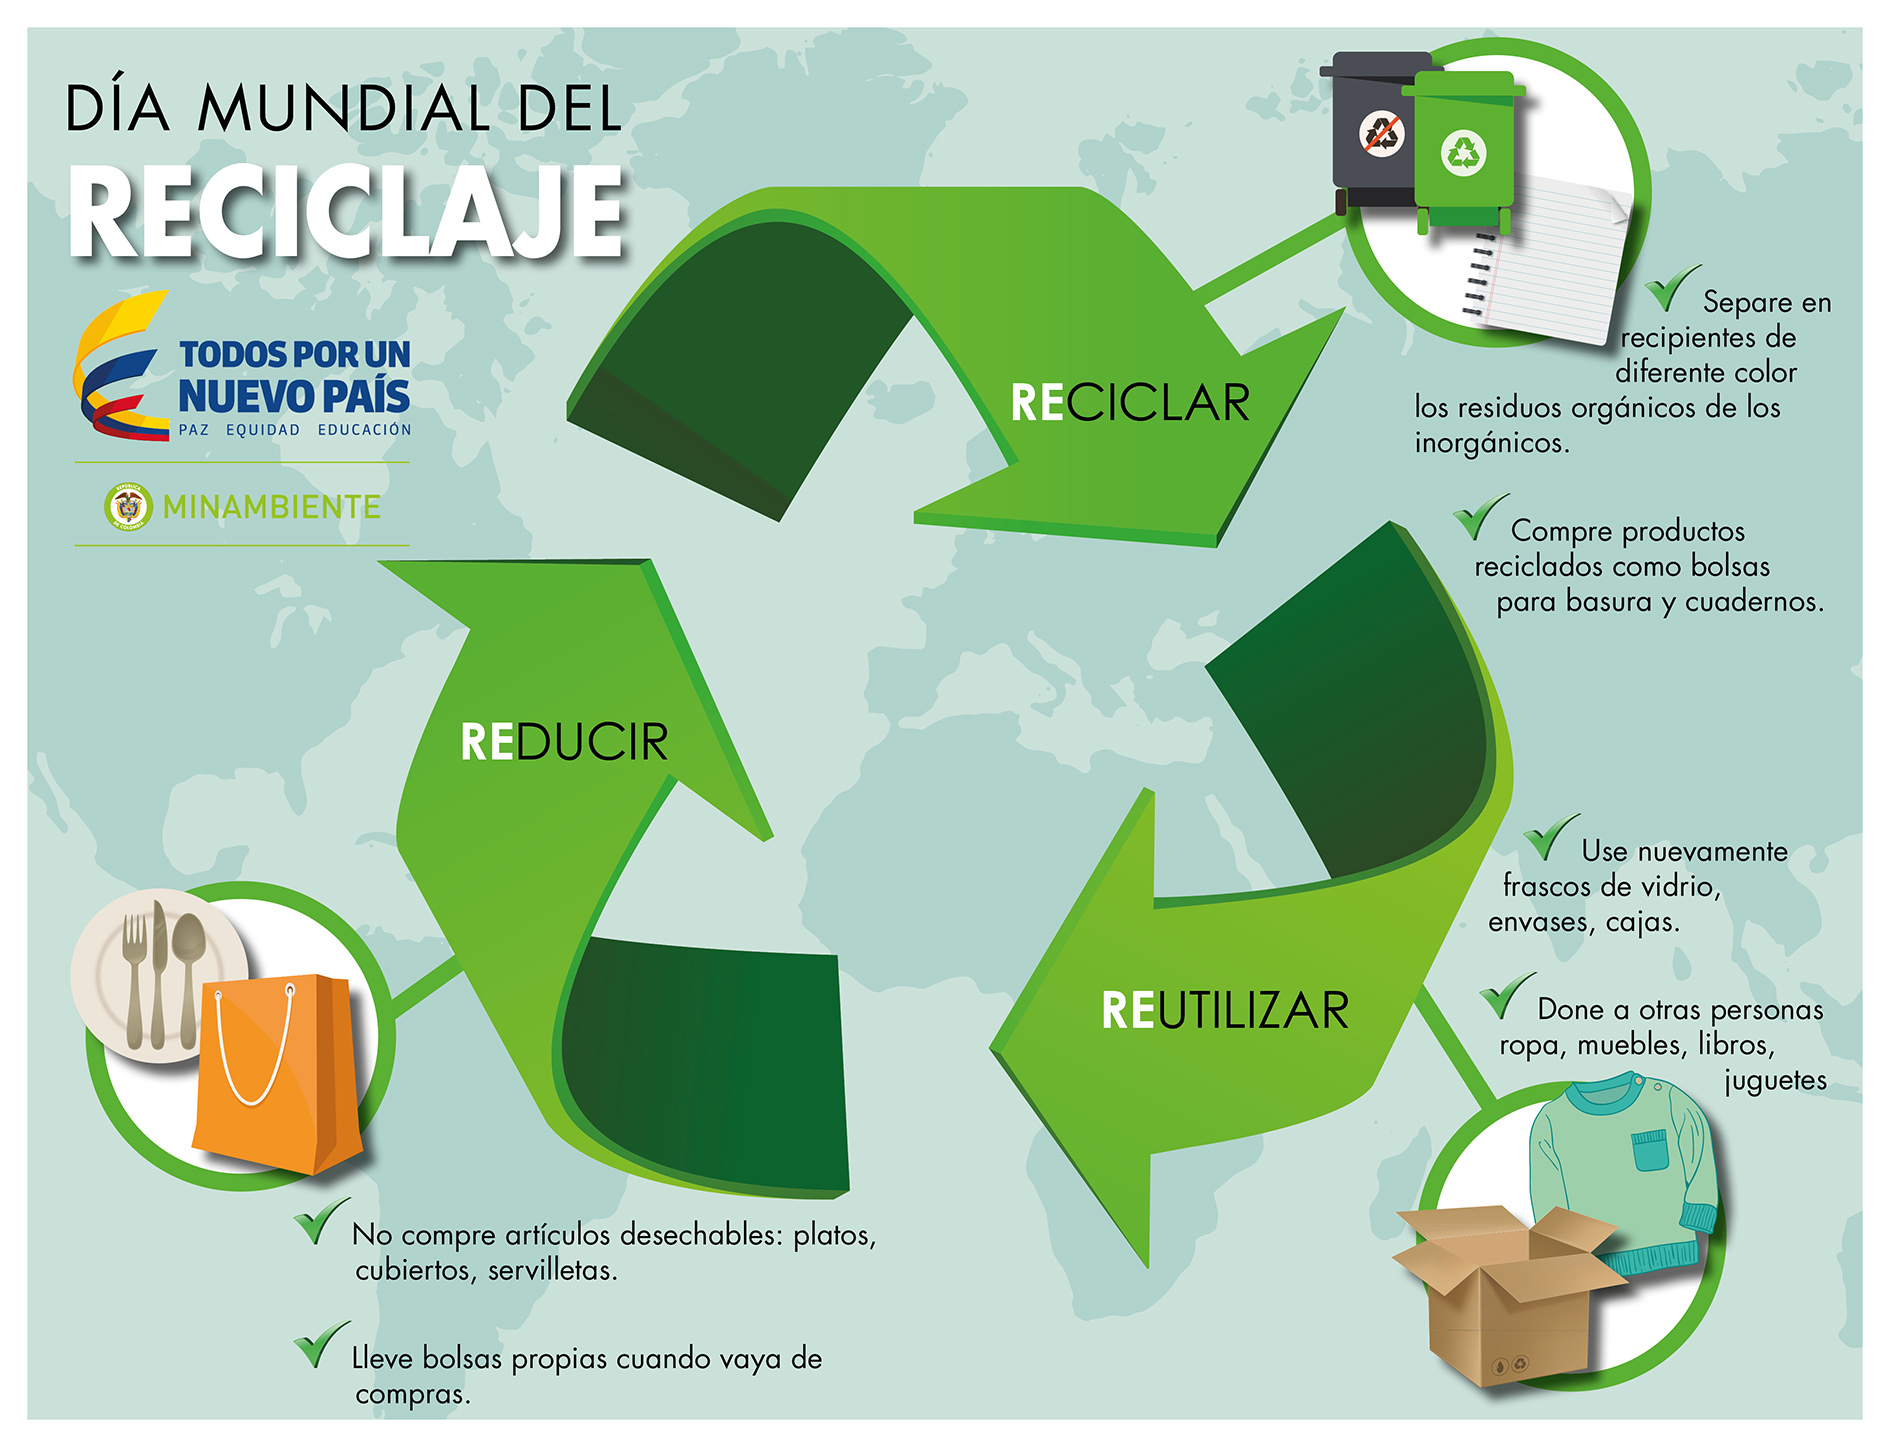 DÍA MUNDIAL DEL
RECICLAJE
TODOS POR UN
NUEVO PAÍS
PAZ EQUIDAD EDUCACIÓN
REPÚBLICA
DE COLOMBIA
MINAMBIENTE
RECICLAR
Separe en
recipientes de
diferente color
los residuos orgánicos de los
inorgánicos.
Compre productos
reciclados como bolsas
para basura y cuadernos.
REUTILIZAR
Use nuevamente
frascos de vidrio,
envases, cajas.
Done a otras personas
ropa, muebles, libros,
juguetes
REDUCIR
No compre artículos desechables: platos,
cubiertos, servilletas.
Lleve bolsas propias cuando vaya de
compras.